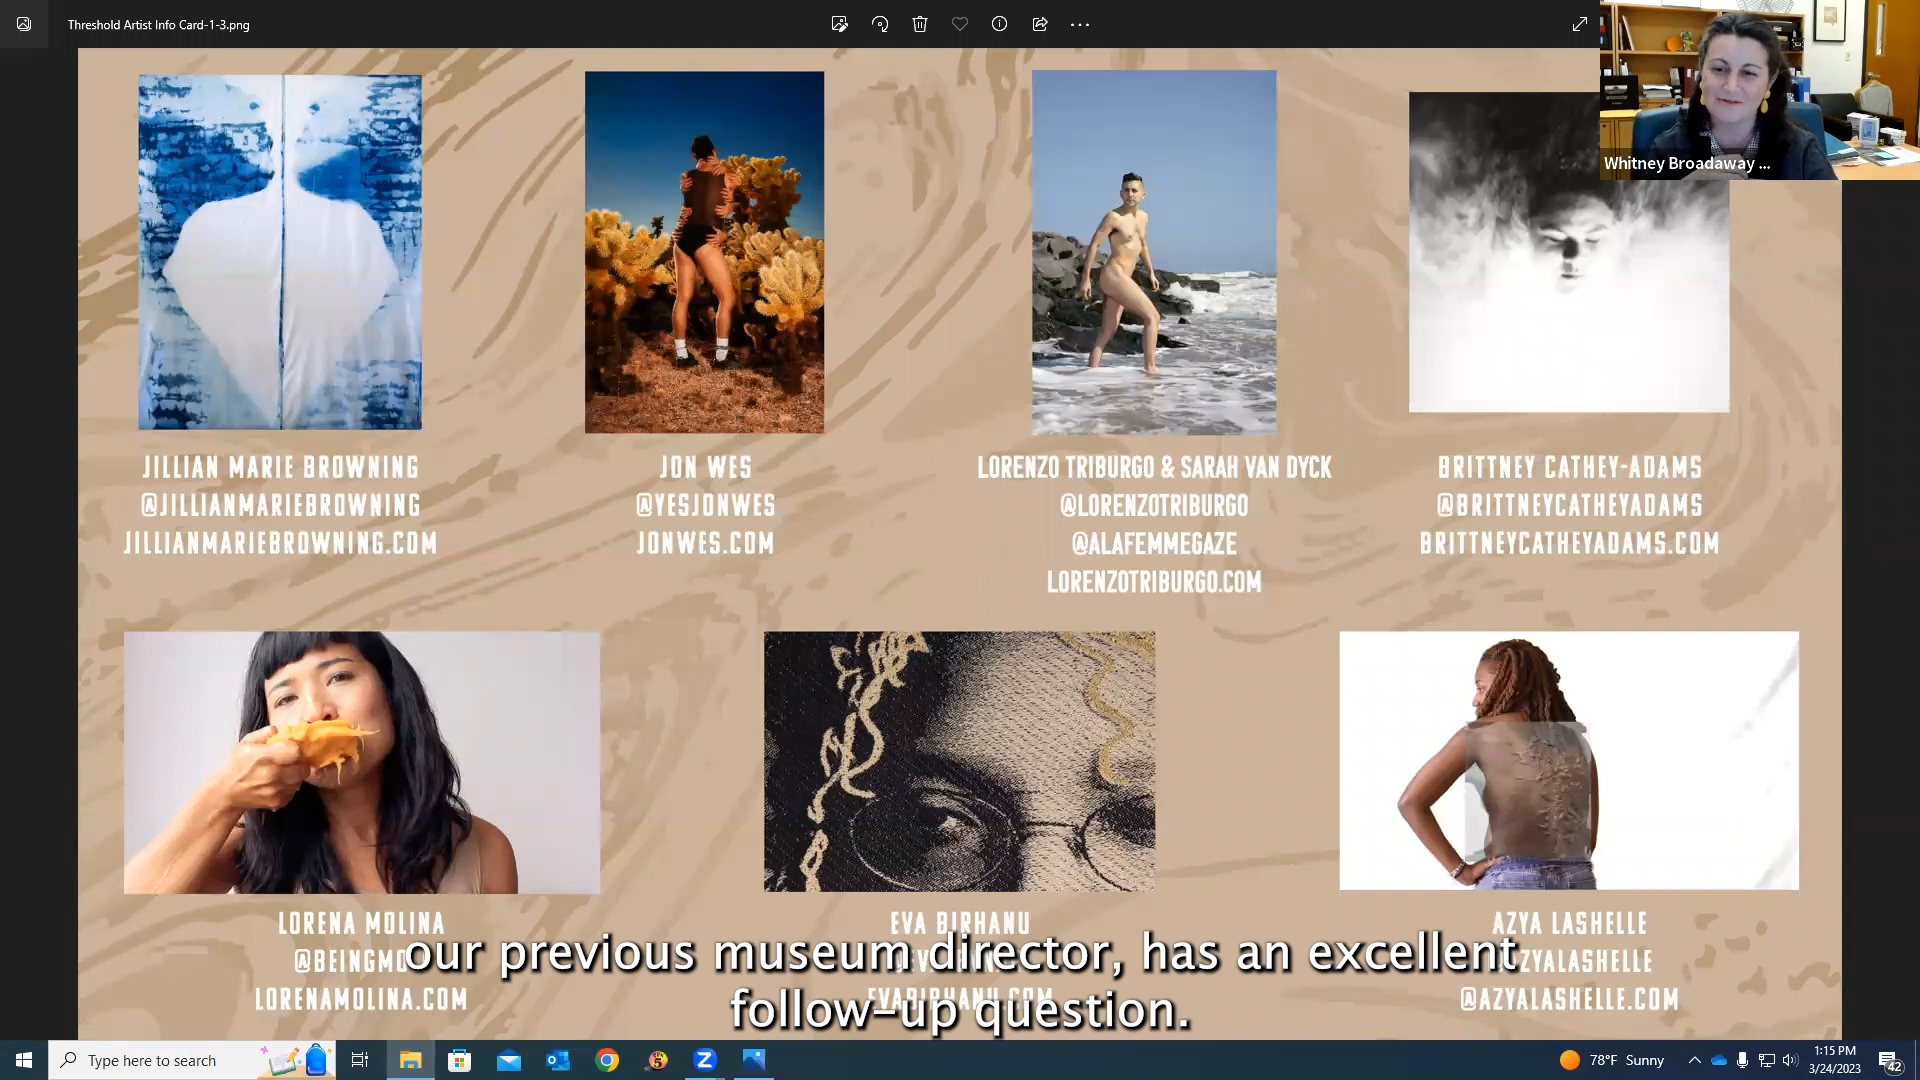 Threshold Artist Info Card-1-3.png
Whitney Broadaway ...
JILLIAN MARIE BROWNING
@JILLIANMARIEBROWNING
JILLIANMARIEBROWNING.COM
JON WES
@YESJONWES
JONWES.COM
LORENZO TRIBURGO & SARAH VAN DYCK
@LORENZOTRIBURGO
@ALAFEMMEGAZE
LORENZOTRIBURGO.COM
BRITTNEY CATHEY-ADAMS
@BRITTNEYCATHEYADAMS
BRITTNEYCATHEYADAMS.COM
LORENA MOLINA
LORENAMOLINA.COM
EVA BIRHANU
EVABIRHANU.COM
AZYA LASHELLE
@AZYALASHELLE.COM
our previous museum director, has an excellent
follow-up question.
Type here to search
78°F Sunny
1:15 PM
3/24/2023
42